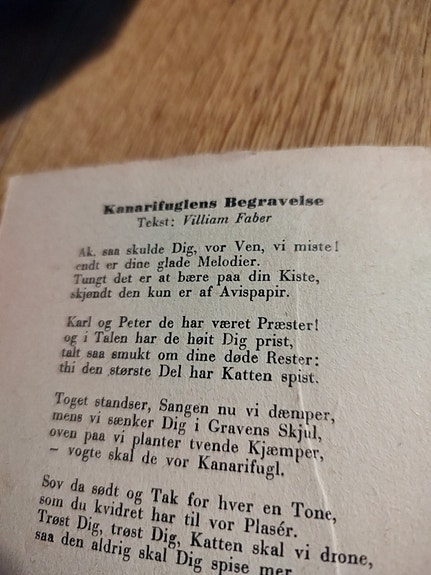 Kanarifuglens Begravelse
Tekst: Villiam Faber
Ak, saa skulde Dig, vor Ven, vi miste!
endt er dine glade Melodier.
Tungt det er at bære paa din Kiste,
skjøndt den kun er af Avispapir.
Karl og Peter de har været Præster!
og i Talen har de høit Dig prist,
talt saa smukt om dine døde Rester:
thi den største Del har Katten spist.
Toget standser, Sangen nu vi dæmper,
mens vi sænker Dig i Gravens Skjul,
oven paa vi planter tvende Kjæmper,
– vogte skal de vor Kanarifugl.
Sov da sødt og Tak for hver en Tone,
som du kvidret har til vor Plasér.
Trøst Dig, trøst Dig, Katten skal vi drone,
saa den aldrig skal Dig spise mer